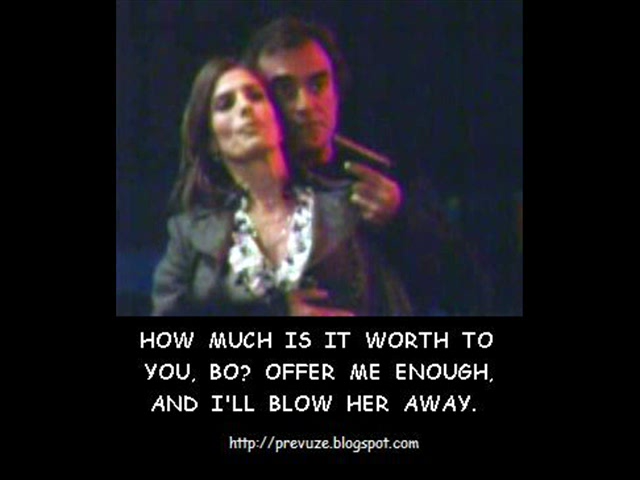 HOW MUCH IS IT WORTH TO
YOU, BO? OFFER ME ENOUGH,
AND I'LL BLOW HER AWAY.
http://prevuze.blogspot.com